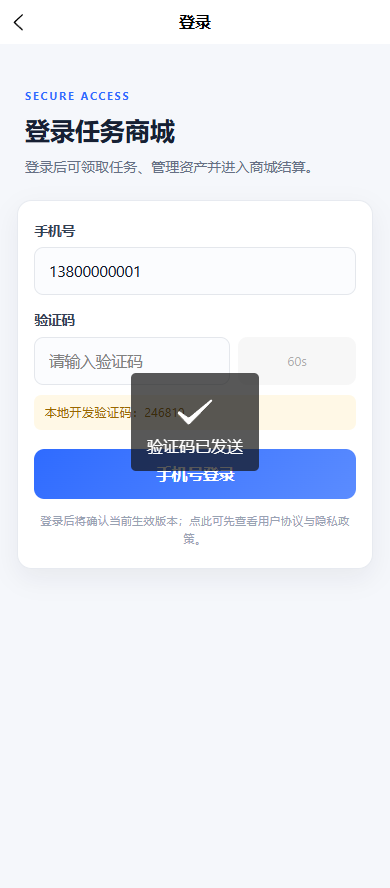 登录
SECURE ACCESS
登录任务商城
登录后可领取任务、管理资产并进入商城结算。
手机号
13800000001
验证码
请输入验证码
60s
本地开发验证码：246810
验证码已发送
手机号登录
登录后将确认当前生效版本；点此可先查看用户协议与隐私政
策。